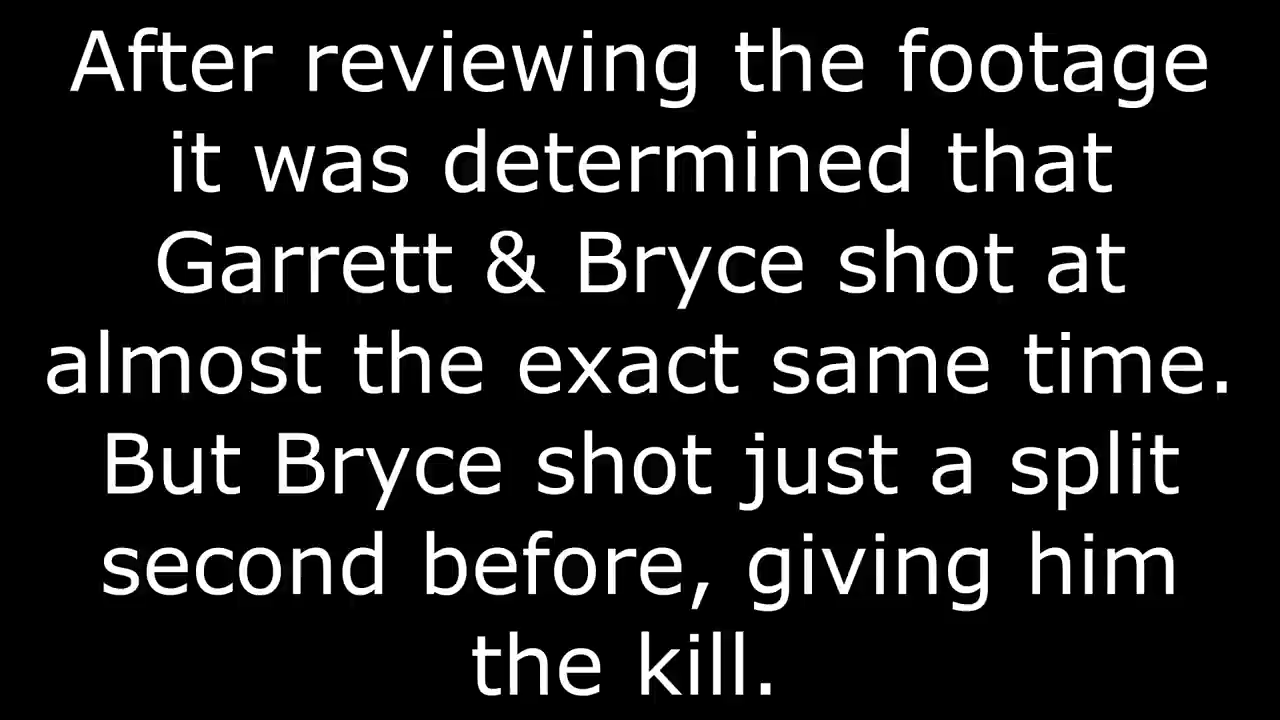 After reviewing the footage
it was determined that
Garrett & Bryce shot at
almost the exact same time.
But Bryce shot just a split
second before, giving him
the kill.